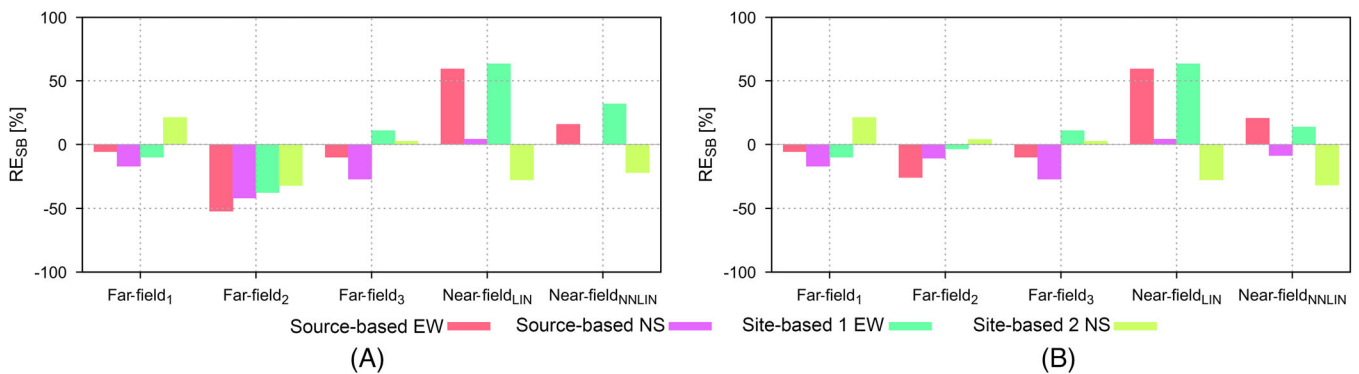 100
50
0
-50
-100
RE_SB [%]
Far-field_1
Far-field_2
Far-field_3
Near-field_LIN
Near-field_NNLIN
100
50
0
-50
-100
RE_SB [%]
Far-field_1
Far-field_2
Far-field_3
Near-field_LIN
Near-field_NNLIN
Source-based EW
Source-based NS
Site-based 1 EW
Site-based 2 NS
(A)
(B)